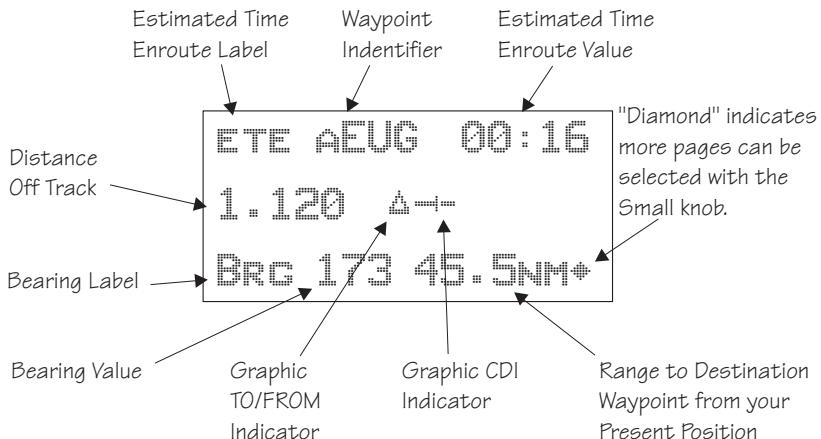 Estimated Time
Enroute Label
Waypoint
Indentifier
Estimated Time
Enroute Value
"Diamond" indicates
more pages can be
selected with the
Small knob.
Distance
Off Track
ETE AEUG 00:16
1.120
BRG 173 45.5NM
Bearing Label
Bearing Value
Graphic
TO/FROM
Indicator
Graphic CDI
Indicator
Range to Destination
Waypoint from your
Present Position